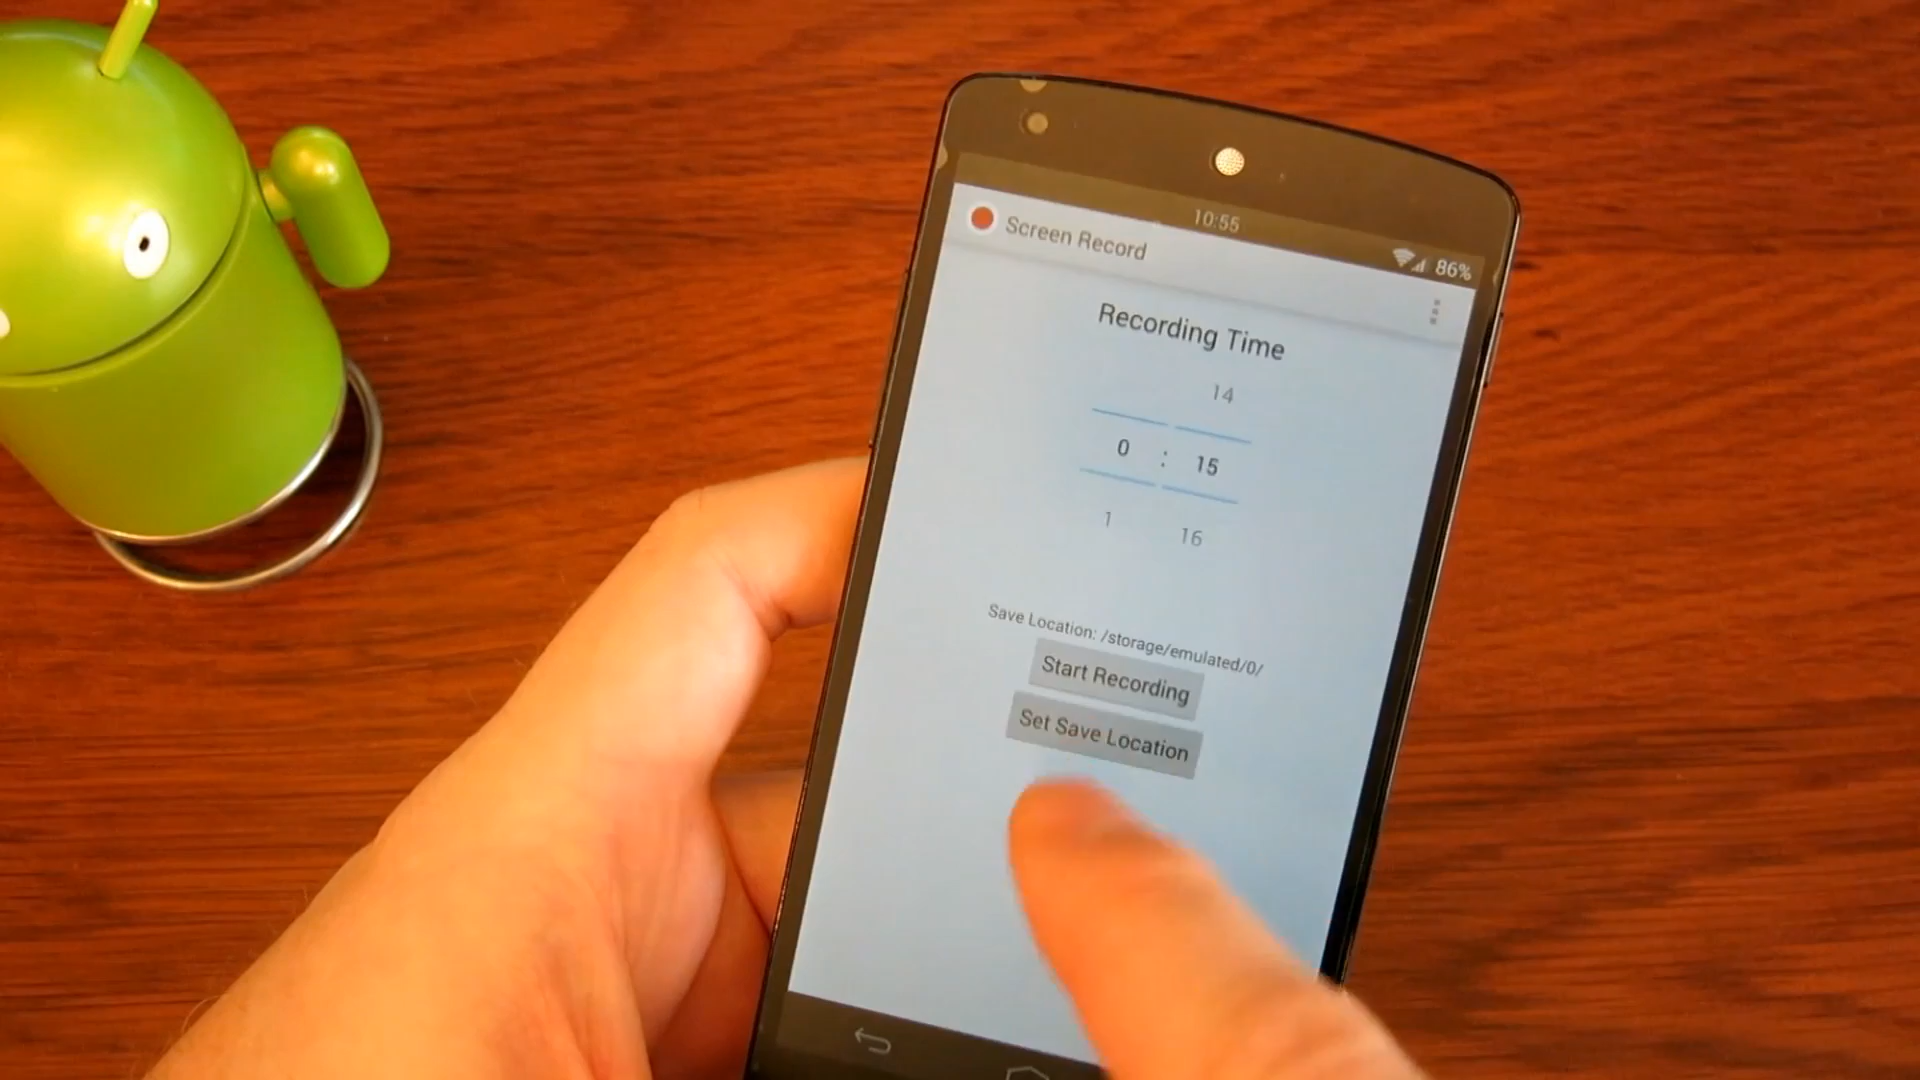 10:55
86%
Screen Record
Recording Time
14
0 : 15
1 16
Save Location: /storage/emulated/0/
Start Recording
Set Save Location